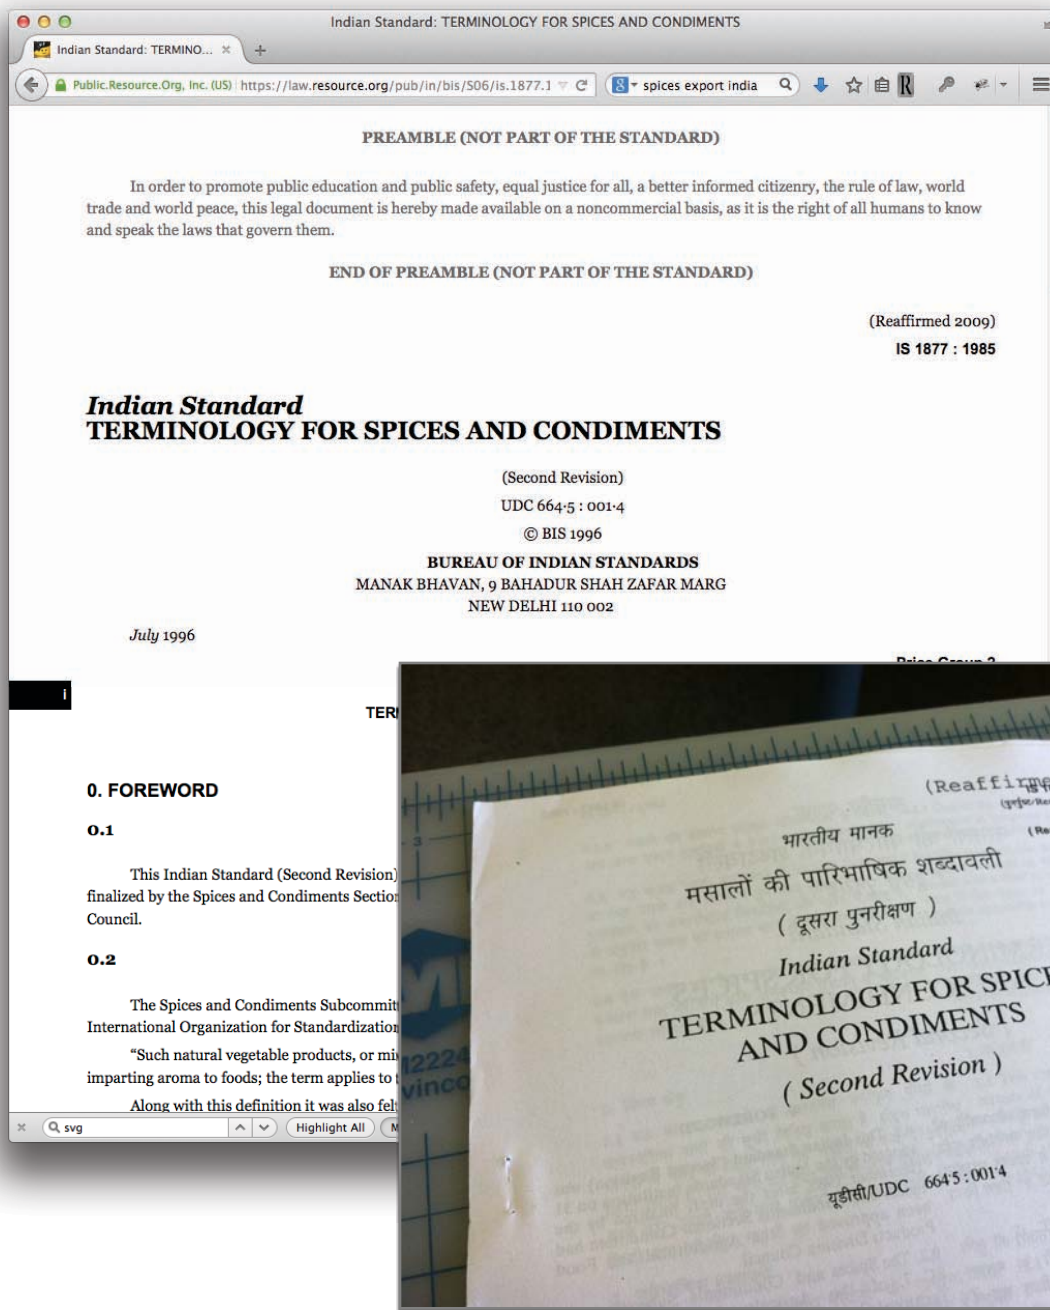 Indian Standard: TERMINOLOGY FOR SPICES AND CONDIMENTS
Indian Standard: TERMINO... × +
Public.Resource.Org, Inc. (US) https://law.resource.org/pub/in/bis/S06/is.1877.1 spices export india
PREAMBLE (NOT PART OF THE STANDARD)
In order to promote public education and public safety, equal justice for all, a better informed citizenry, the rule of law, world
trade and world peace, this legal document is hereby made available on a noncommercial basis, as it is the right of all humans to know
and speak the laws that govern them.
END OF PREAMBLE (NOT PART OF THE STANDARD)
(Reaffirmed 2009)
IS 1877 : 1985
Indian Standard
TERMINOLOGY FOR SPICES AND CONDIMENTS
(Second Revision)
UDC 664·5 : 001·4
© BIS 1996
BUREAU OF INDIAN STANDARDS
MANAK BHAVAN, 9 BAHADUR SHAH ZAFAR MARG
NEW DELHI 110 002
July 1996
Price Group 3
i
TER
0. FOREWORD
0.1
This Indian Standard (Second Revision)
finalized by the Spices and Condiments Section
Council.
0.2
The Spices and Condiments Subcommit
International Organization for Standardization
“Such natural vegetable products, or mi
imparting aroma to foods; the term applies to
Along with this definition it was also fel
svg Highlight All M
(Reaffirme
भारतीय मानक
मसालों की पारिभाषिक शब्दावली
( दूसरा पुनरीक्षण )
Indian Standard
TERMINOLOGY FOR SPICE
AND CONDIMENTS
( Second Revision )
यूडीसी/UDC 664·5 : 001·4
12224
vinco